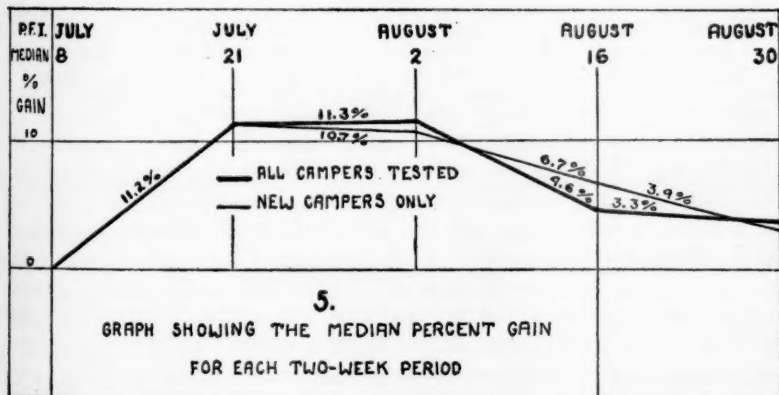 P.F.I. JULY JULY AUGUST AUGUST AUGUST
MEDIAN 8 21 2 16 30
%
GAIN
11.3%
10
10.7%
11.2%
6.7%
ALL CAMPERS TESTED
4.6%
3.9%
NEW CAMPERS ONLY
3.3%
0
5.
GRAPH SHOWING THE MEDIAN PERCENT GAIN
FOR EACH TWO-WEEK PERIOD